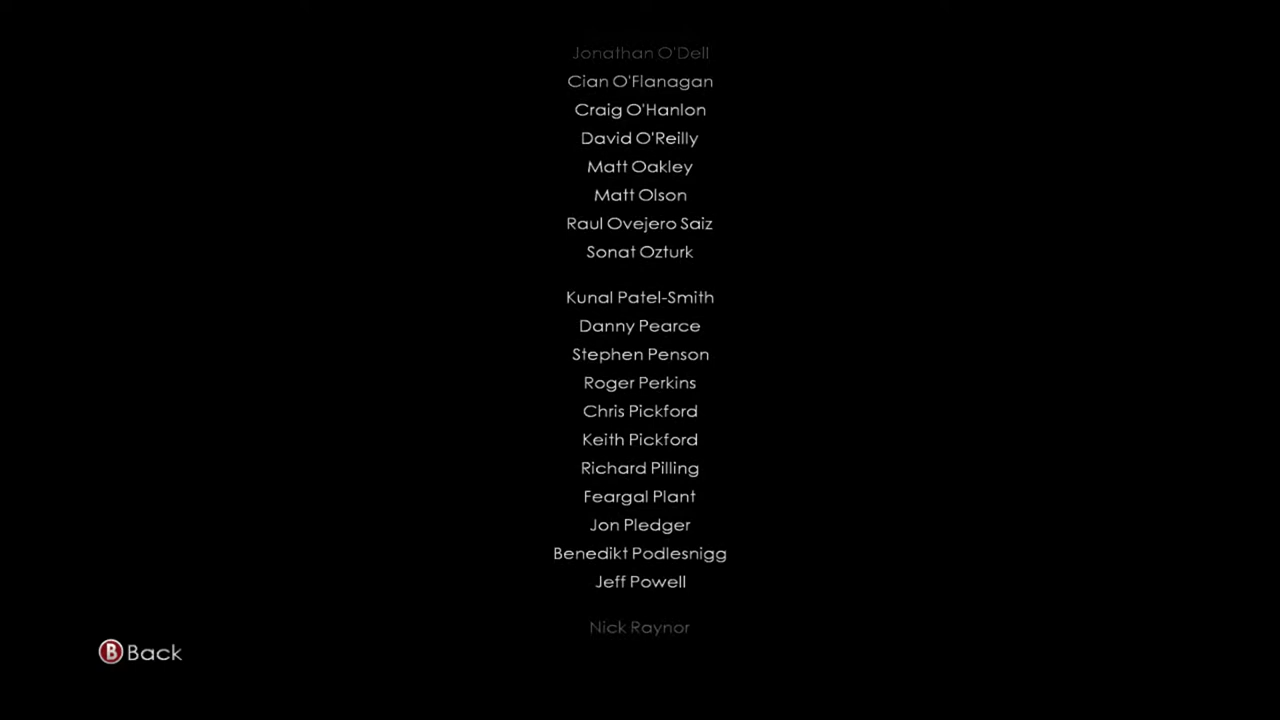 Jonathan O'Dell
Cian O'Flanagan
Craig O'Hanlon
David O'Reilly
Matt Oakley
Matt Olson
Raul Ovejero Saiz
Sonat Ozturk
Kunal Patel-Smith
Danny Pearce
Stephen Penson
Roger Perkins
Chris Pickford
Keith Pickford
Richard Pilling
Feargal Plant
Jon Pledger
Benedikt Podlesnigg
Jeff Powell
Nick Raynor
B Back